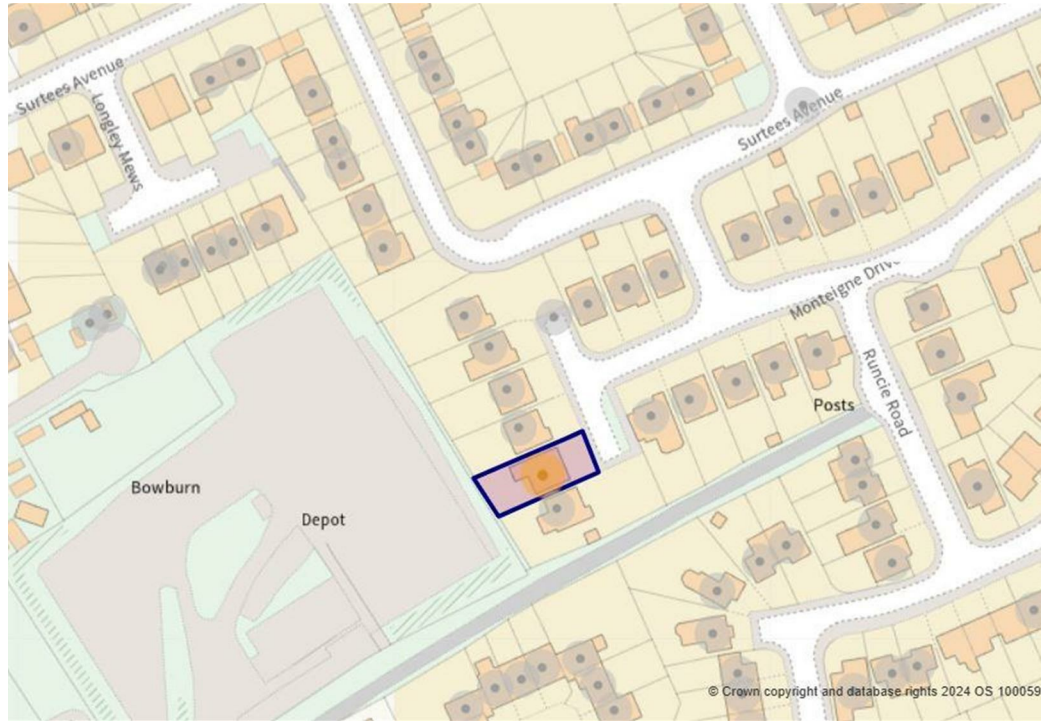 Surtees Avenue
Longley Mews
Surtees Avenue
Monteigne Drive
Runcie Road
Posts
Bowburn
Depot
© Crown copyright and database rights 2024 OS 100059